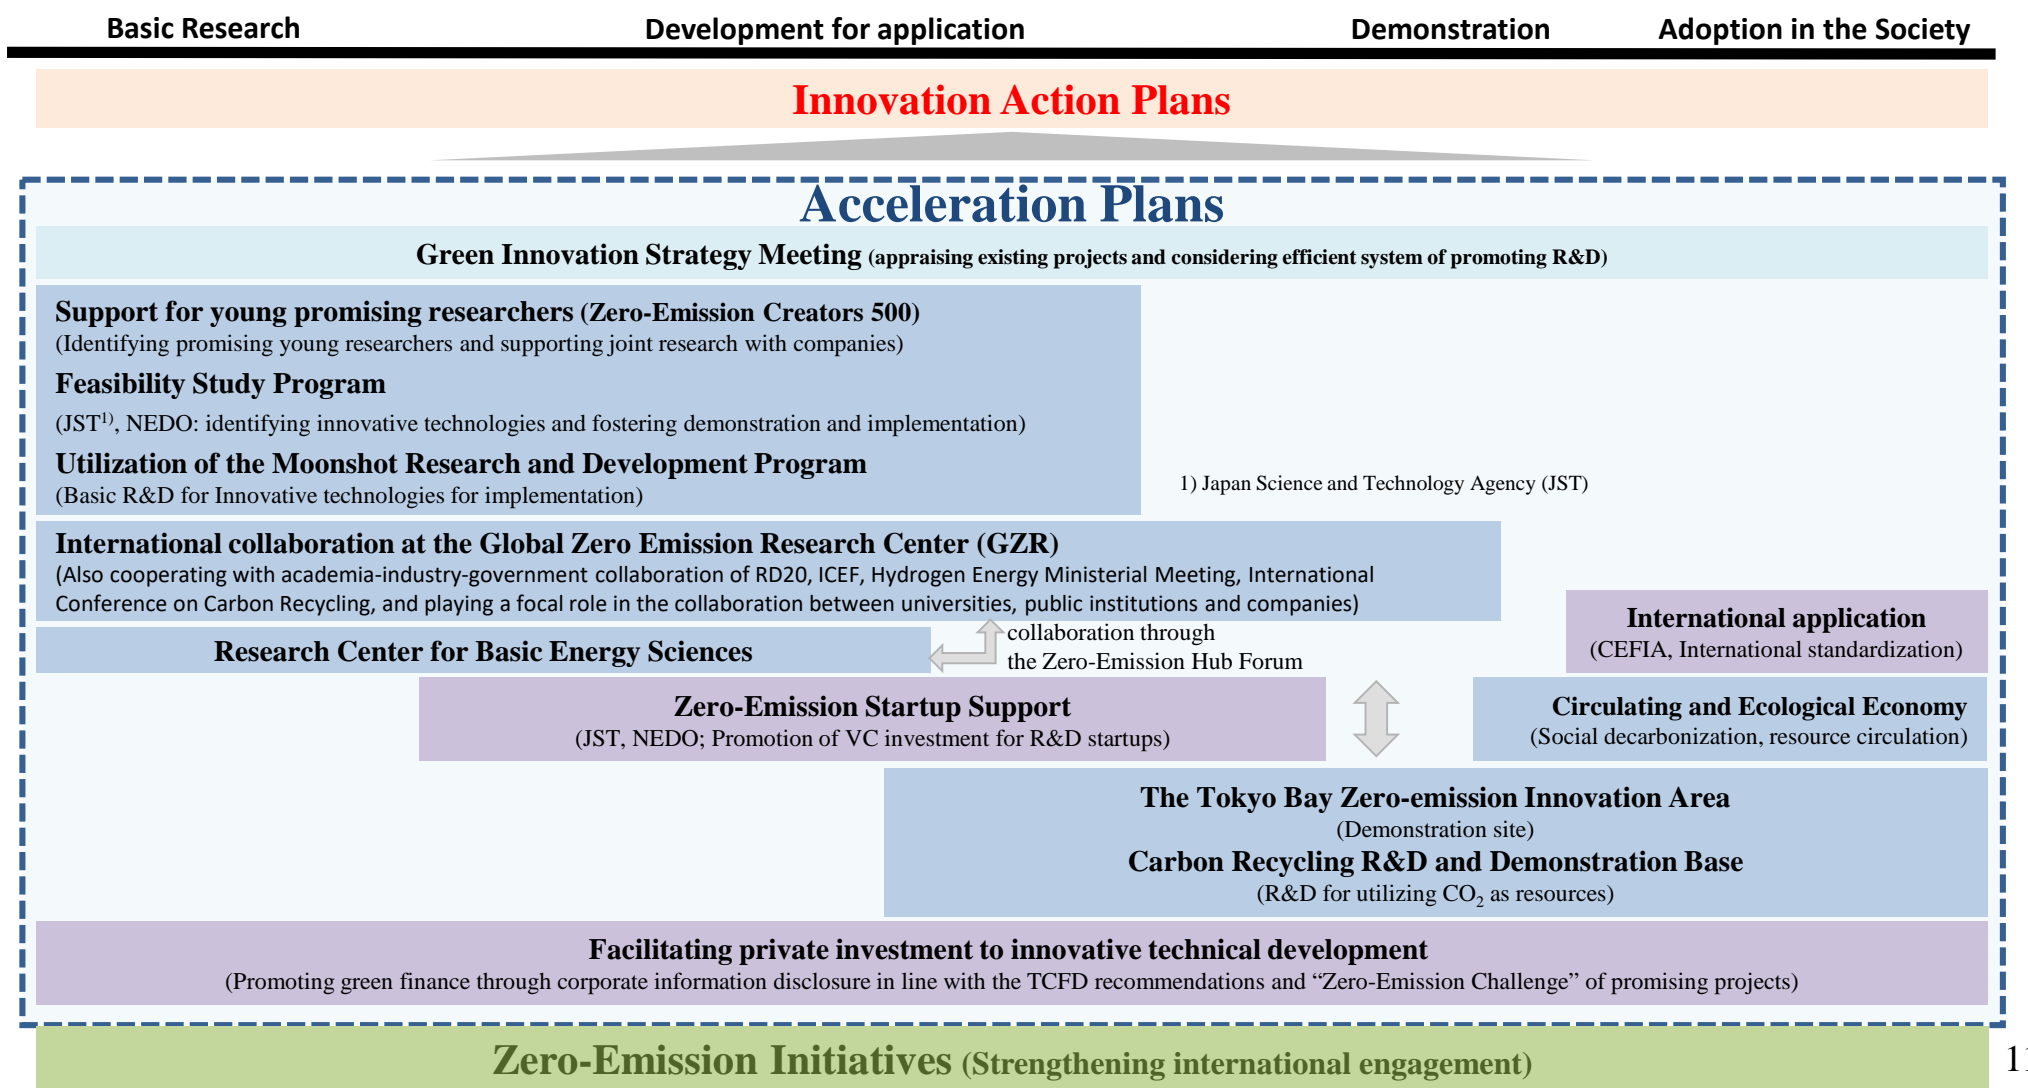 Basic Research
Development for application
Demonstration
Adoption in the Society
Innovation Action Plans
Acceleration Plans
Green Innovation Strategy Meeting (appraising existing projects and considering efficient system of promoting R&D)
Support for young promising researchers (Zero-Emission Creators 500)
(Identifying promising young researchers and supporting joint research with companies)
Feasibility Study Program
(JST1), NEDO: identifying innovative technologies and fostering demonstration and implementation)
Utilization of the Moonshot Research and Development Program
(Basic R&D for Innovative technologies for implementation)
1) Japan Science and Technology Agency (JST)
International collaboration at the Global Zero Emission Research Center (GZR)
(Also cooperating with academia-industry-government collaboration of RD20, ICEF, Hydrogen Energy Ministerial Meeting, International
Conference on Carbon Recycling, and playing a focal role in the collaboration between universities, public institutions and companies)
International application
(CEFIA, International standardization)
Research Center for Basic Energy Sciences
collaboration through
the Zero-Emission Hub Forum
Zero-Emission Startup Support
(JST, NEDO; Promotion of VC investment for R&D startups)
Circulating and Ecological Economy
(Social decarbonization, resource circulation)
The Tokyo Bay Zero-emission Innovation Area
(Demonstration site)
Carbon Recycling R&D and Demonstration Base
(R&D for utilizing CO2 as resources)
Facilitating private investment to innovative technical development
(Promoting green finance through corporate information disclosure in line with the TCFD recommendations and “Zero-Emission Challenge” of promising projects)
Zero-Emission Initiatives (Strengthening international engagement)